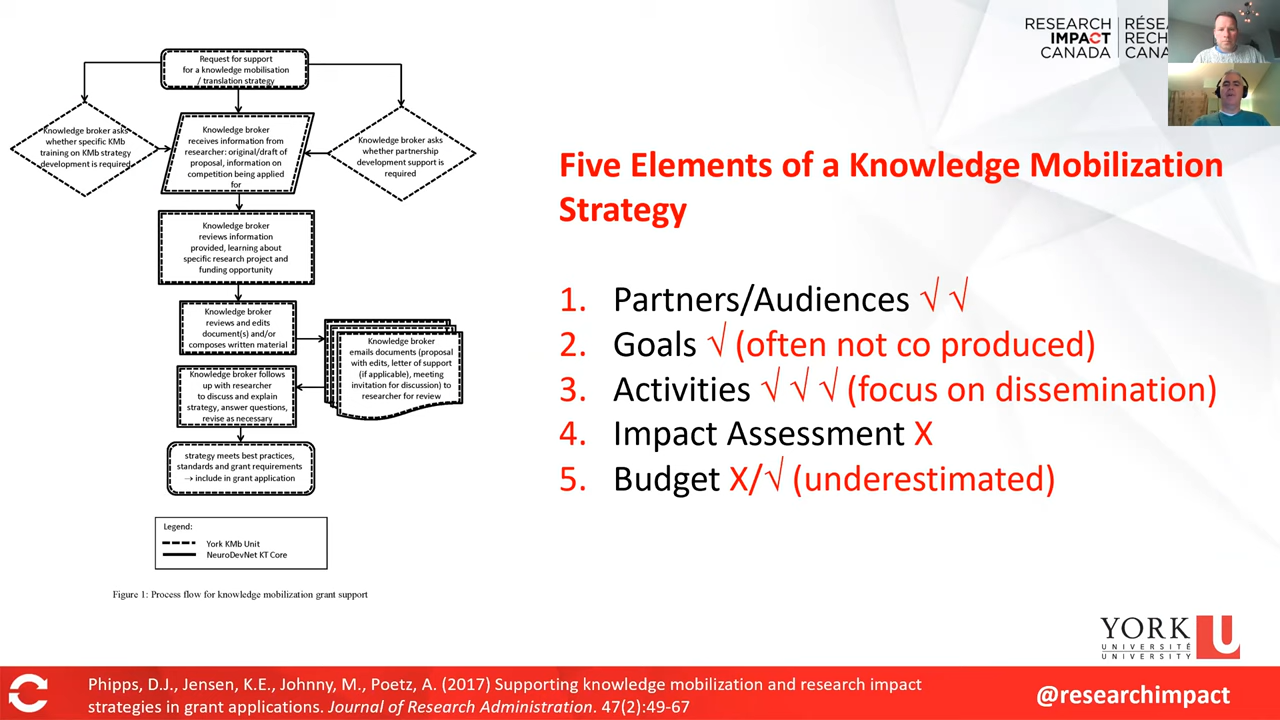 RESEARCH
IMPACT
CANADA
RÉSEA
RECH
CANA
Request for support
for a knowledge mobilisation
/ translation strategy
Knowledge broker asks
whether specific KMb
training on KMb strategy
development is required
Knowledge broker
receives information from
researcher: original/draft of
proposal, information on
competition being applied
for
Knowledge broker asks
whether partnership
development support is
required
Knowledge broker
reviews information
provided, learning about
specific research project and
funding opportunity
Knowledge broker
reviews and edits
document(s) and/or
composes written material
Knowledge broker
emails documents (proposal
with edits, letter of support
(if applicable), meeting
invitation for discussion) to
researcher for review
Knowledge broker follows
up with researcher
to discuss and explain
strategy, answer questions,
revise as necessary
strategy meets best practices,
standards and grant requirements
→ include in grant application
Legend:
York KMb Unit
NeuroDevNet KT Core
Figure 1: Process flow for knowledge mobilization grant support
Five Elements of a Knowledge Mobilization
Strategy
1. Partners/Audiences √ √
2. Goals √ (often not co produced)
3. Activities √ √ √ (focus on dissemination)
4. Impact Assessment X
5. Budget X/√ (underestimated)
YORK U
UNIVERSITÉ
UNIVERSITY
Phipps, D.J., Jensen, K.E., Johnny, M., Poetz, A. (2017) Supporting knowledge mobilization and research impact
strategies in grant applications. Journal of Research Administration. 47(2):49-67
@researchimpact